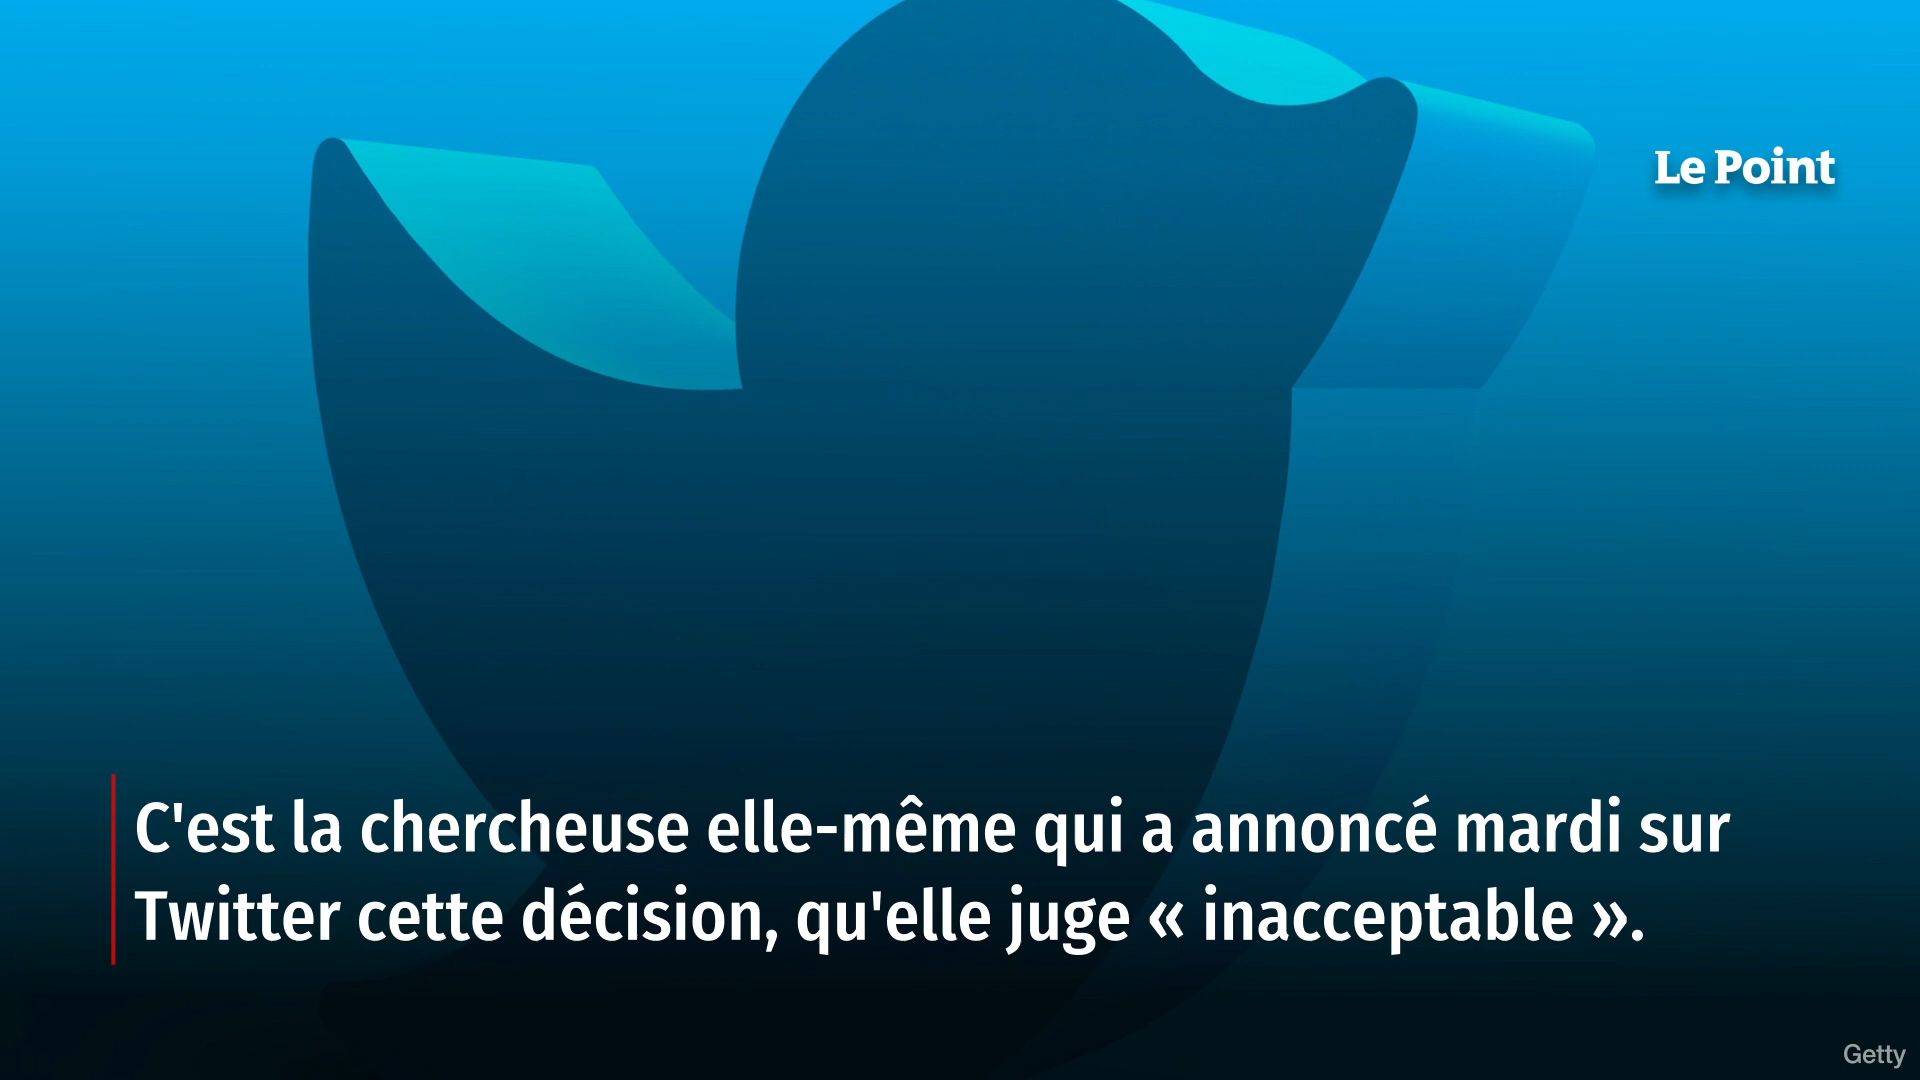 Le Point
C'est la chercheuse elle-même qui a annoncé mardi sur
Twitter cette décision, qu'elle juge « inacceptable ».
Getty